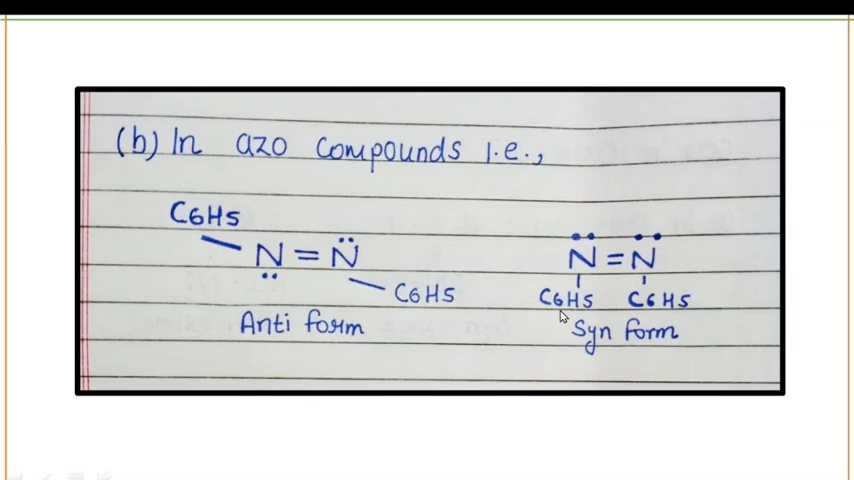 (b) In azo compounds i.e.,
C6H5
N = N
C6H5
Anti form
N = N
C6H5 C6H5
Syn form